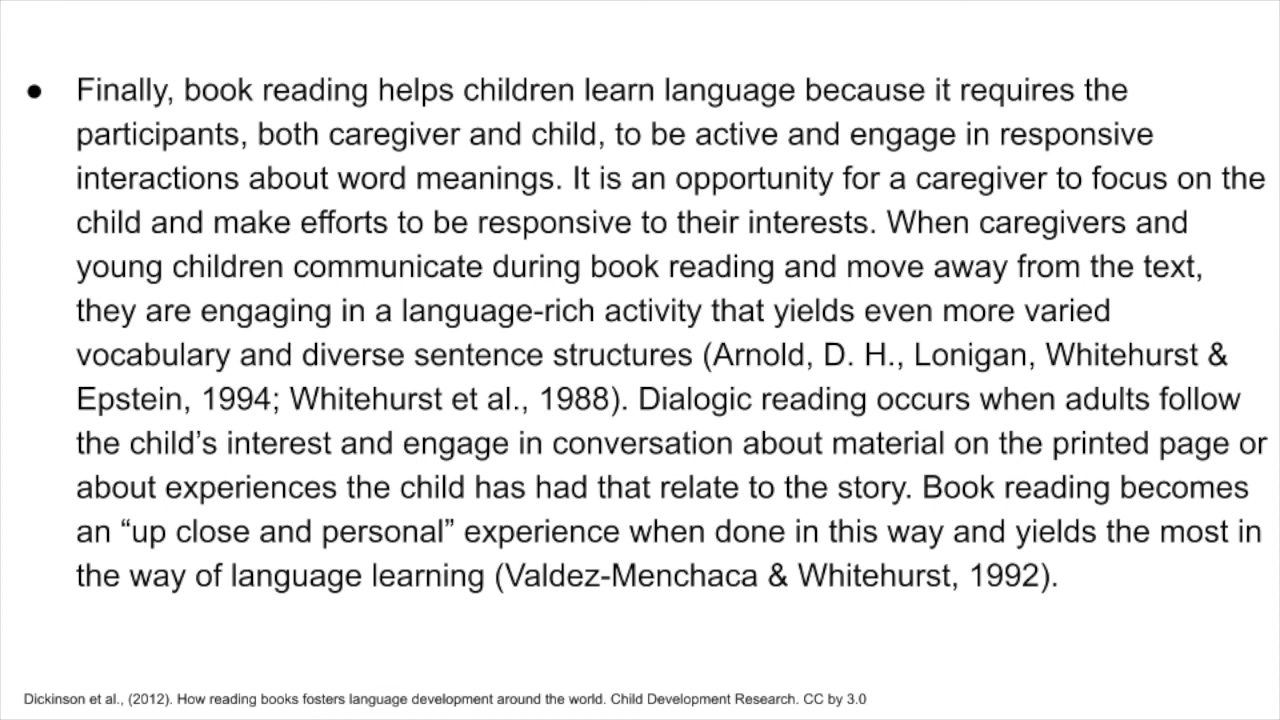 ● Finally, book reading helps children learn language because it requires the
participants, both caregiver and child, to be active and engage in responsive
interactions about word meanings. It is an opportunity for a caregiver to focus on the
child and make efforts to be responsive to their interests. When caregivers and
young children communicate during book reading and move away from the text,
they are engaging in a language-rich activity that yields even more varied
vocabulary and diverse sentence structures (Arnold, D. H., Lonigan, Whitehurst &
Epstein, 1994; Whitehurst et al., 1988). Dialogic reading occurs when adults follow
the child’s interest and engage in conversation about material on the printed page or
about experiences the child has had that relate to the story. Book reading becomes
an “up close and personal” experience when done in this way and yields the most in
the way of language learning (Valdez-Menchaca & Whitehurst, 1992).
Dickinson et al., (2012). How reading books fosters language development around the world. Child Development Research. CC by 3.0